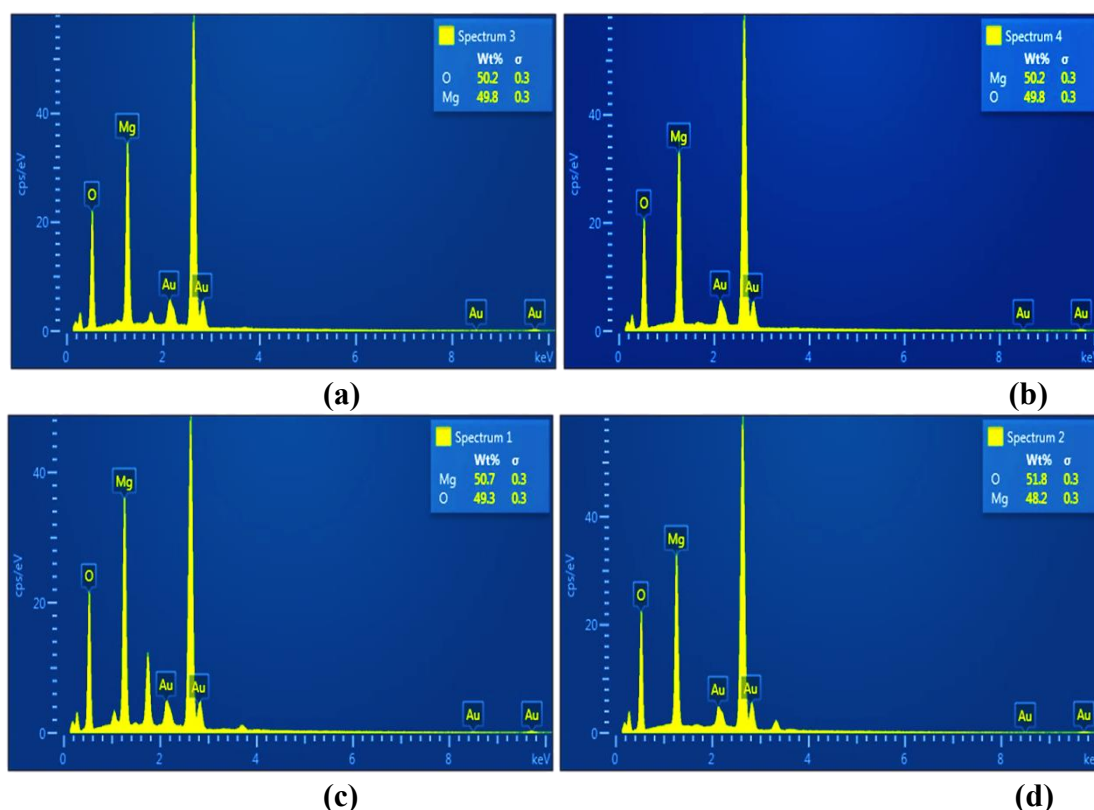 Spectrum 3
Wt% σ
O 50.2 0.3
Mg 49.8 0.3
cps/eV
40
20
0
O
Mg
Au
Au
Au
Au
0 2 4 6 8 keV
(a)
Spectrum 4
Wt% σ
Mg 50.2 0.3
O 49.8 0.3
cps/eV
40
20
0
O
Mg
Au
Au
Au
Au
0 2 4 6 8 keV
(b)
Spectrum 1
Wt% σ
Mg 50.7 0.3
O 49.3 0.3
cps/eV
40
20
0
O
Mg
Au
Au
Au
Au
0 2 4 6 8 keV
(c)
Spectrum 2
Wt% σ
O 51.8 0.3
Mg 48.2 0.3
cps/eV
40
20
0
O
Mg
Au
Au
Au
Au
0 2 4 6 8 keV
(d)